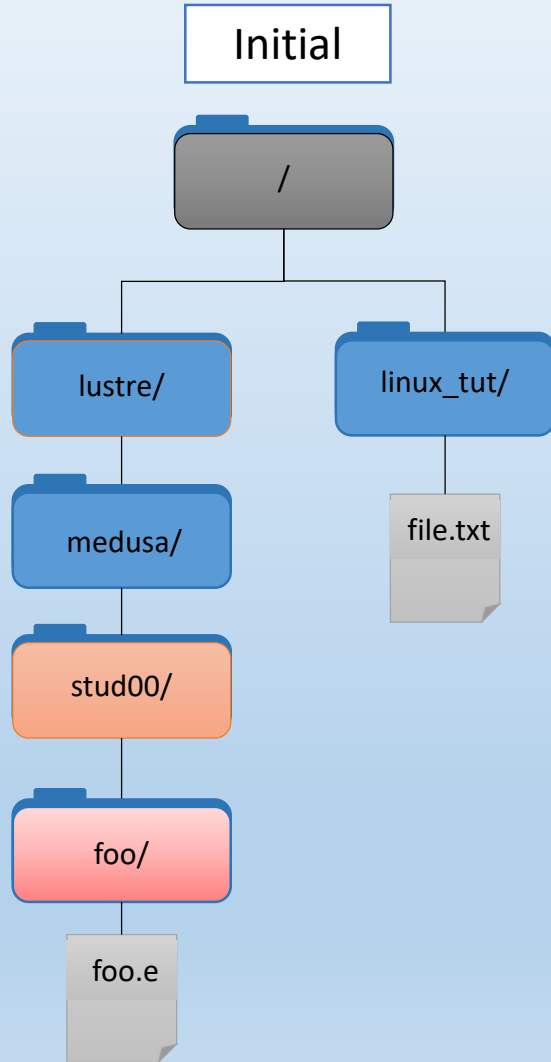 Initial
/
lustre/
linux_tut/
medusa/
file.txt
stud00/
foo/
foo.e